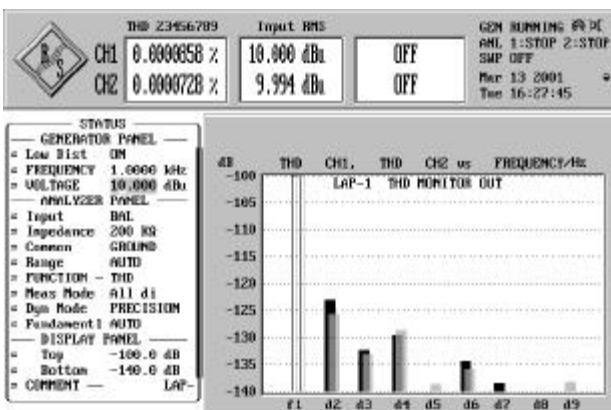 THD 23456789 Input RMS
GEN RUNNING
CH1 0.0000858 % 10.000 dBu OFF
ANL 1:STOP 2:STOP
SWP OFF
CH2 0.0000728 % 9.994 dBu OFF
Mar 13 2001
Tue 16:27:45
R S
STATUS
GENERATOR PANEL
Low Dist ON
FREQUENCY 1.0000 kHz
VOLTAGE 10.000 dBu
ANALYZER PANEL
Input BAL
Impedance 200 kΩ
Common GROUND
Range AUTO
FUNCTION - THD
Meas Mode All di
Dyn Mode PRECISION
Fundamentl AUTO
DISPLAY PANEL
Top -100.0 dB
Bottom -140.0 dB
COMMENT — LAP-
dB THD CH1, THD CH2 vs FREQUENCY/Hz
LAP-1 THD MONITOR OUT
-100
-105
-110
-115
-120
-125
-130
-135
-140
f1 d2 d3 d4 d5 d6 d7 d8 d9